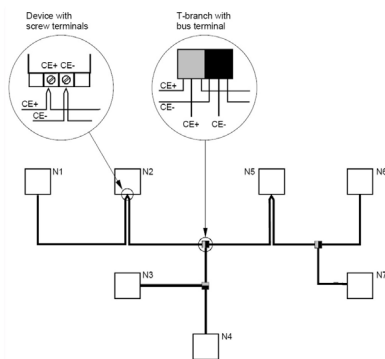 Device with
screw terminals
T-branch with
bus terminal
CE+ CE-
CE+
CE-
CE+
CE-
CE+
CE-
N1
N2
N5
N6
N3
N7
N4